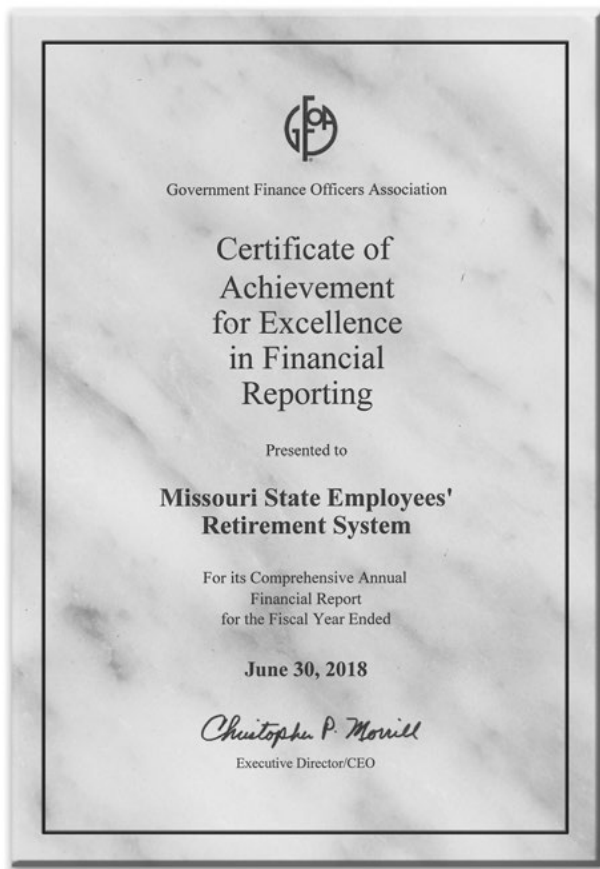 GFOA
Government Finance Officers Association
Certificate of
Achievement
for Excellence
in Financial
Reporting
Presented to
Missouri State Employees'
Retirement System
For its Comprehensive Annual
Financial Report
for the Fiscal Year Ended
June 30, 2018
Christopher P. Morrill
Executive Director/CEO